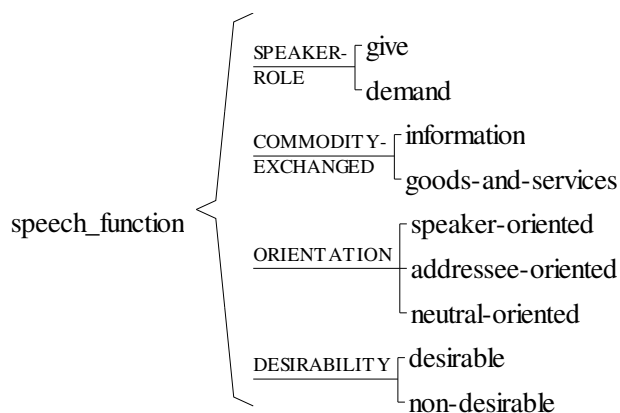 SPEAKER-
ROLE
give
demand
COMMODITY-
EXCHANGED
information
goods-and-services
speech_function
ORIENTATION
speaker-oriented
addressee-oriented
neutral-oriented
DESIRABILITY
desirable
non-desirable